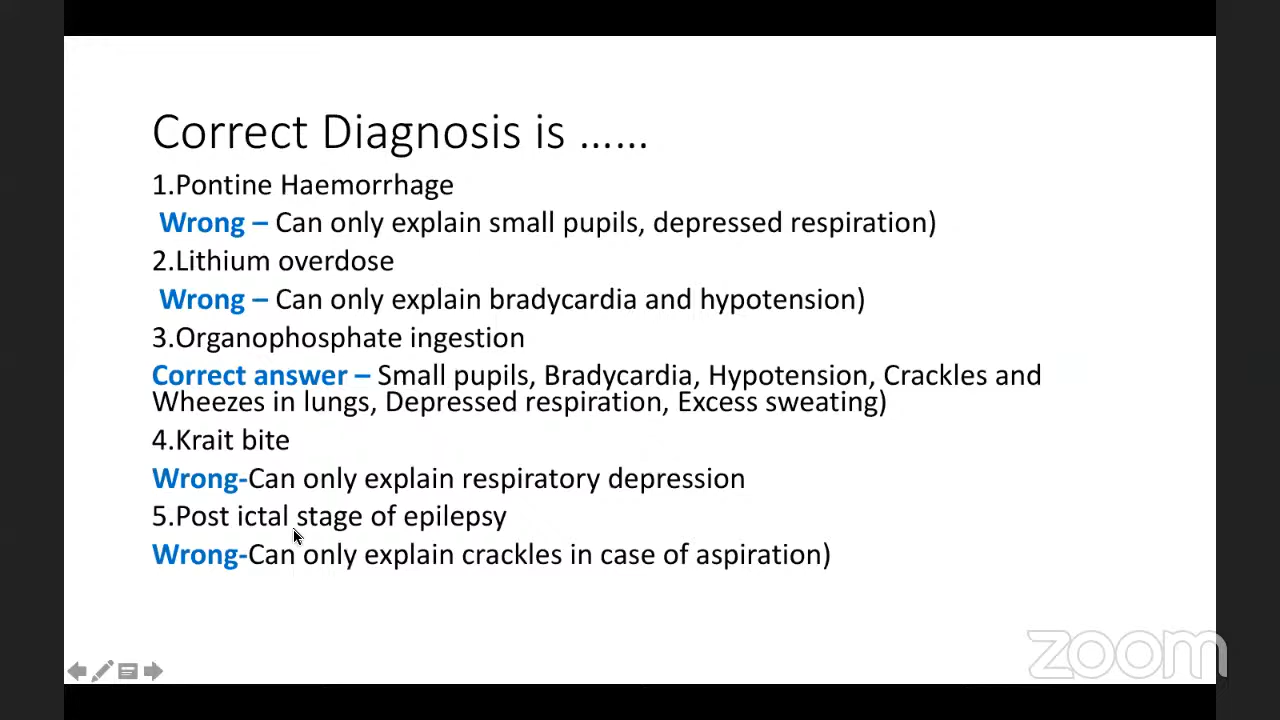 Correct Diagnosis is ......
1.Pontine Haemorrhage
Wrong – Can only explain small pupils, depressed respiration)
2.Lithium overdose
Wrong – Can only explain bradycardia and hypotension)
3.Organophosphate ingestion
Correct answer – Small pupils, Bradycardia, Hypotension, Crackles and
Wheezes in lungs, Depressed respiration, Excess sweating)
4.Krait bite
Wrong-Can only explain respiratory depression
5.Post ictal stage of epilepsy
Wrong-Can only explain crackles in case of aspiration)
zoom